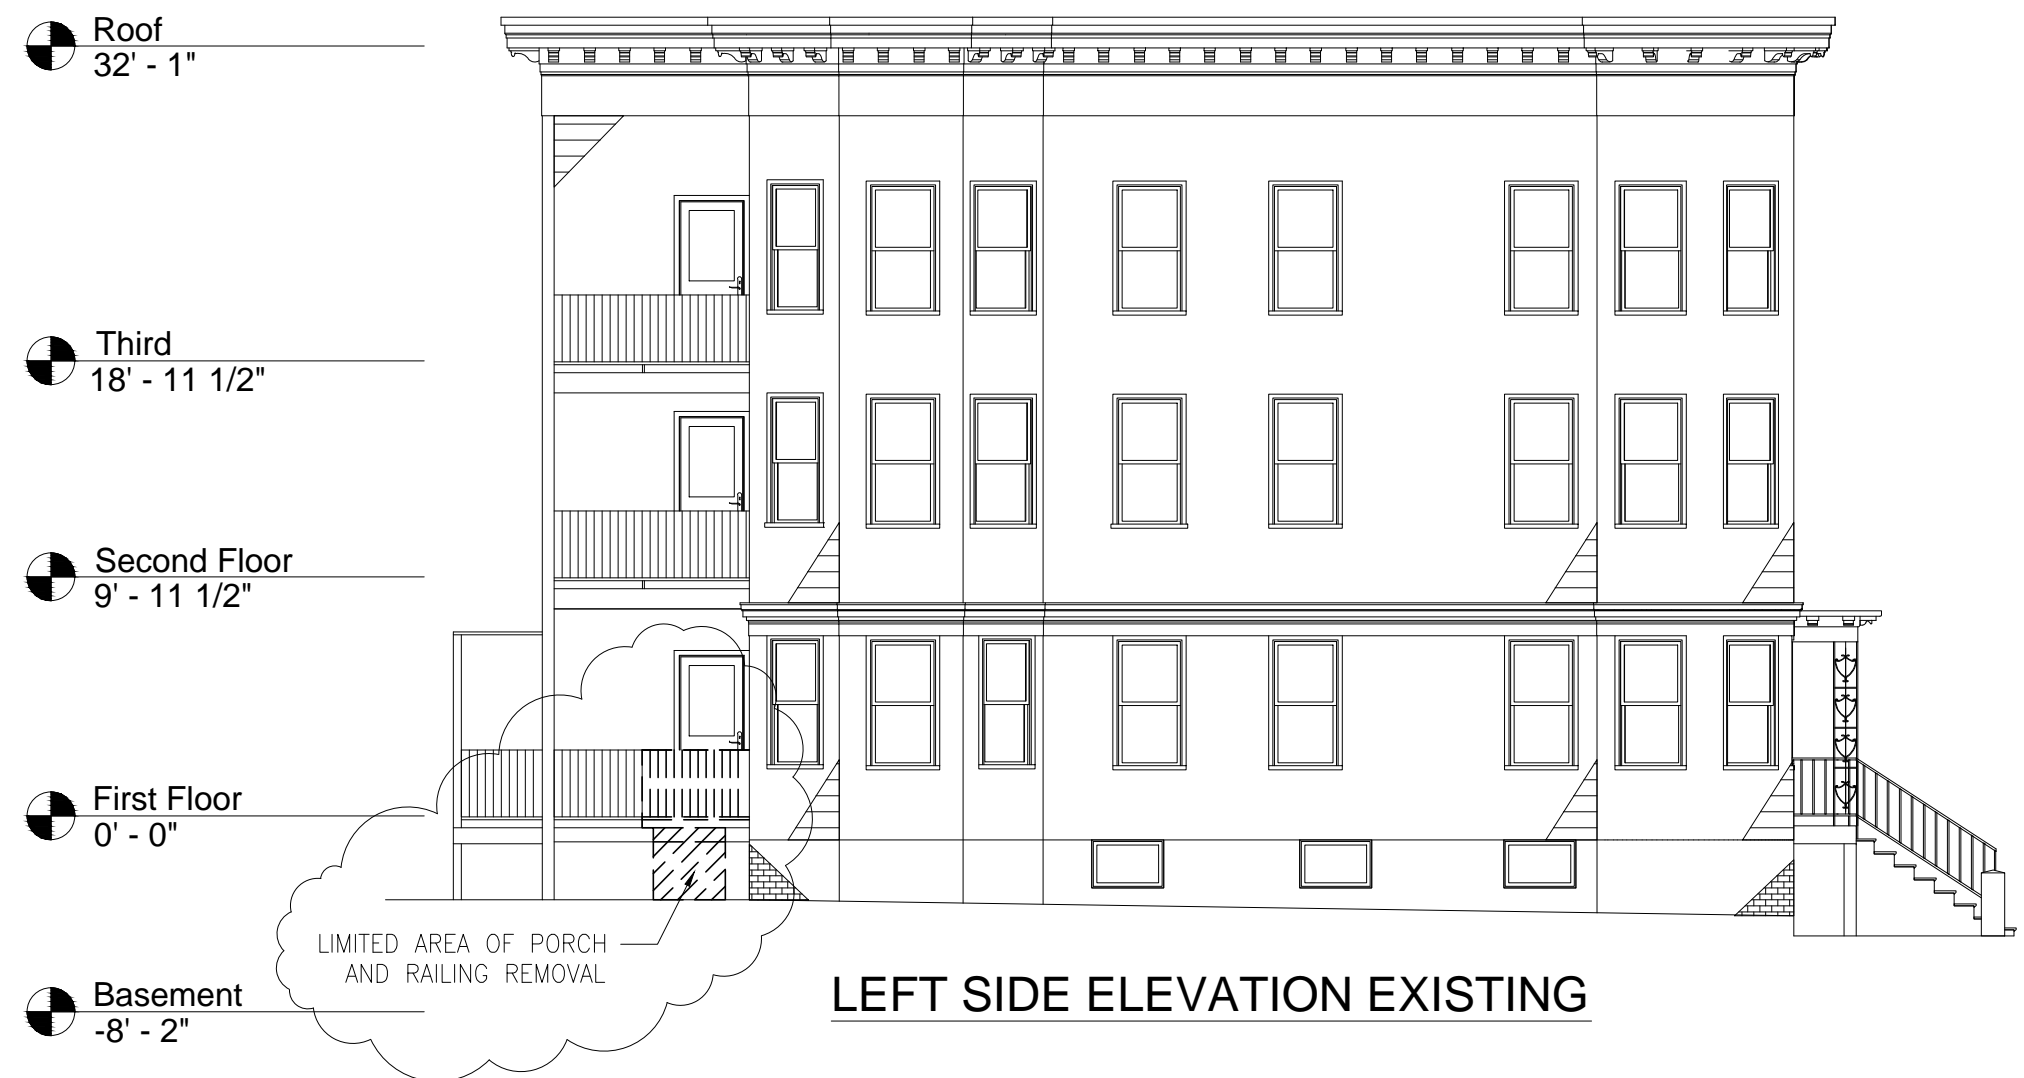 Roof
32' - 1"
Third
18' - 11 1/2"
Second Floor
9' - 11 1/2"
First Floor
0' - 0"
LIMITED AREA OF PORCH
AND RAILING REMOVAL
Basement
-8' - 2"
LEFT SIDE ELEVATION EXISTING